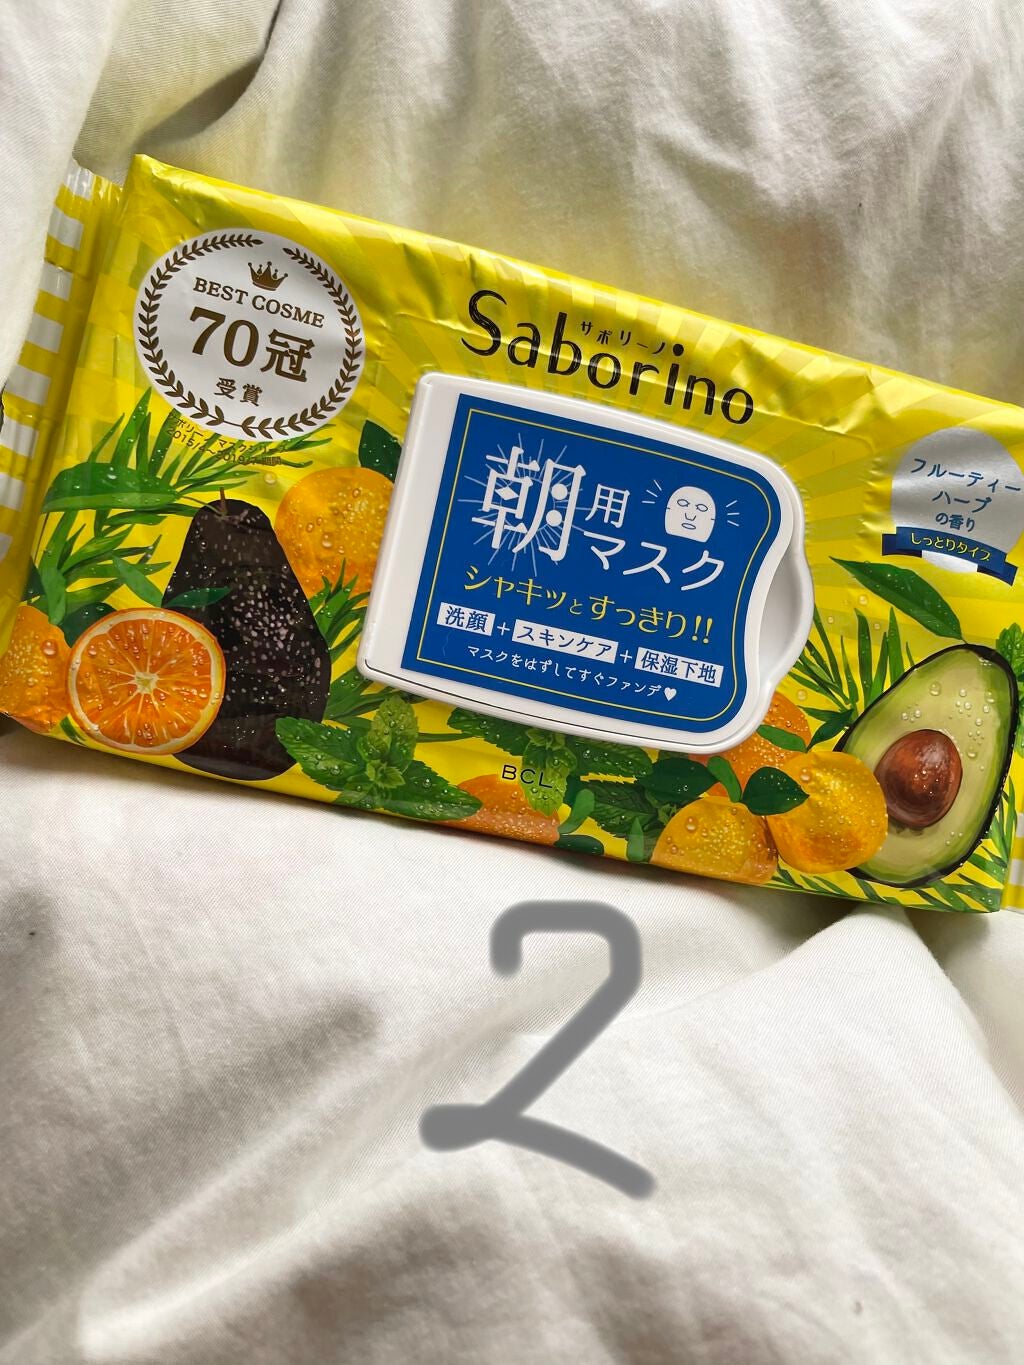 BEST COSME
70冠
受賞
サボリーノ
Saborino
朝用
マスク
シャキッとすっきり!!
洗顔+スキンケア+保湿下地
マスクをはずしてすぐファンデ♥
フルーティー
ハーブ
の香り
しっとりタイプ
BCL
2